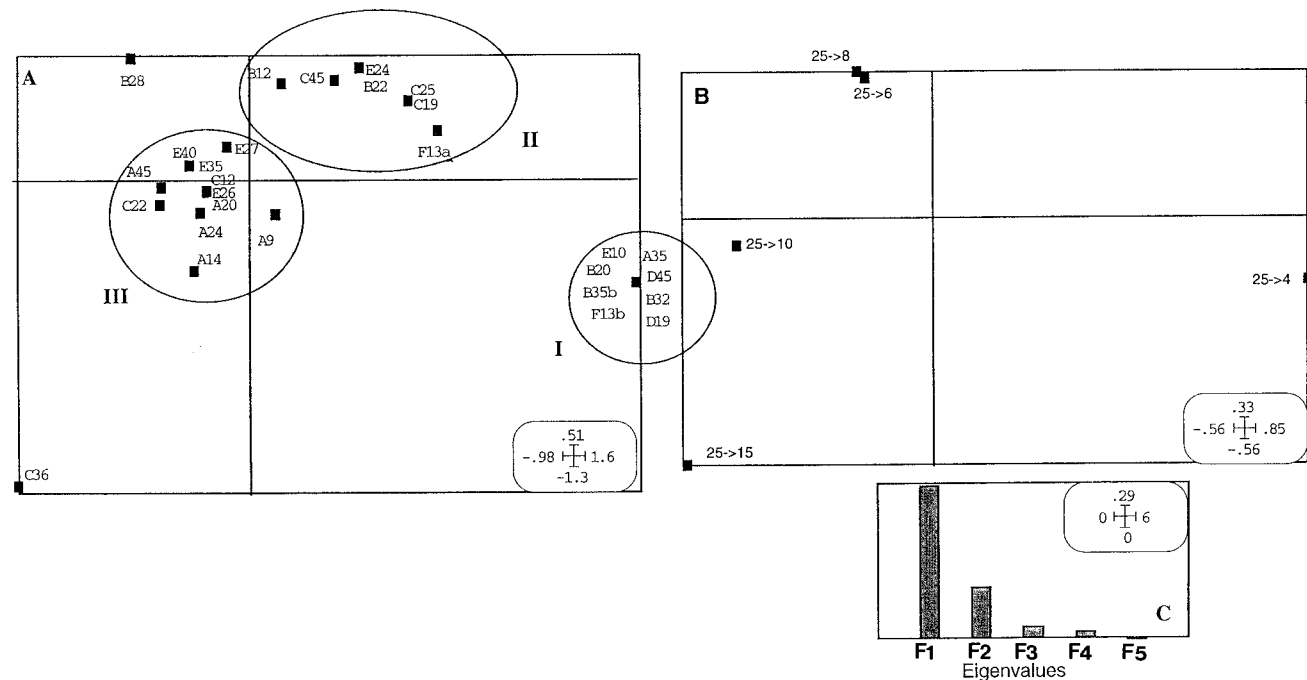 A
B28
B12
C45
E24
B22
C25
C19
F13a
II
E40
E27
E35
A45
C12
E26
C22
A20
A24
A9
A14
III
E10
A35
B20
D45
B35b
B32
F13b
D19
I
C36
.51
-.98 1.6
-1.3
B
25->8
25->6
25->10
25->4
25->15
.33
-.56 .85
-.56
.29
0 6
0
C
F1 F2 F3 F4 F5
Eigenvalues